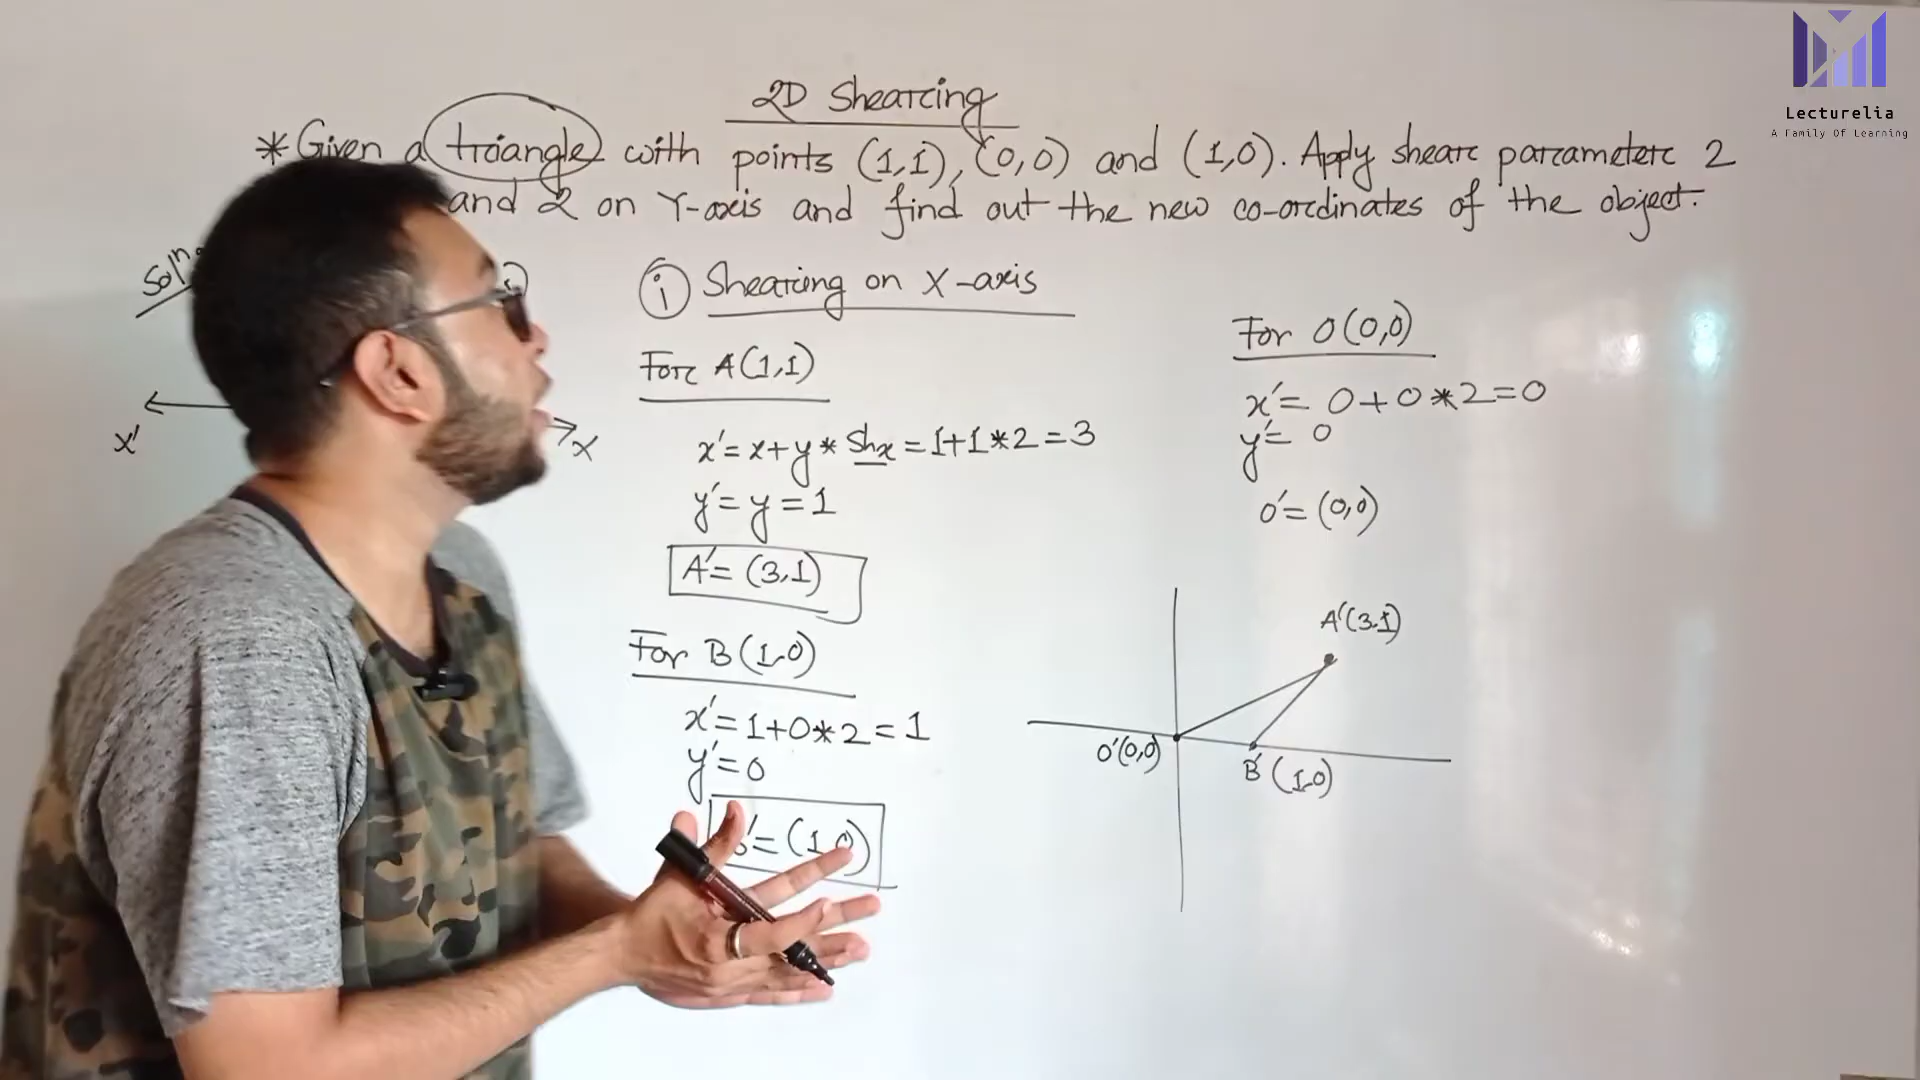 2D Shearing
*Given a triangle with points (1,1), (0,0) and (1,0). Apply shear parameter 2
and 2 on Y-axis and find out the new co-ordinates of the object.
Soln.
X'
X
i Shearing on X-axis
For A(1,1)
x'= x+y * Shx = 1+1*2=3
y'= y = 1
A'= (3,1)
For B(1,0)
x'= 1+0*2 = 1
y'= 0
'= (1,0)
For O(0,0)
x'= 0+0*2=0
y'= 0
O'= (0,0)
A'(3,1)
O'(0,0)
B'(1,0)
Lecturelia
A Family Of Learning